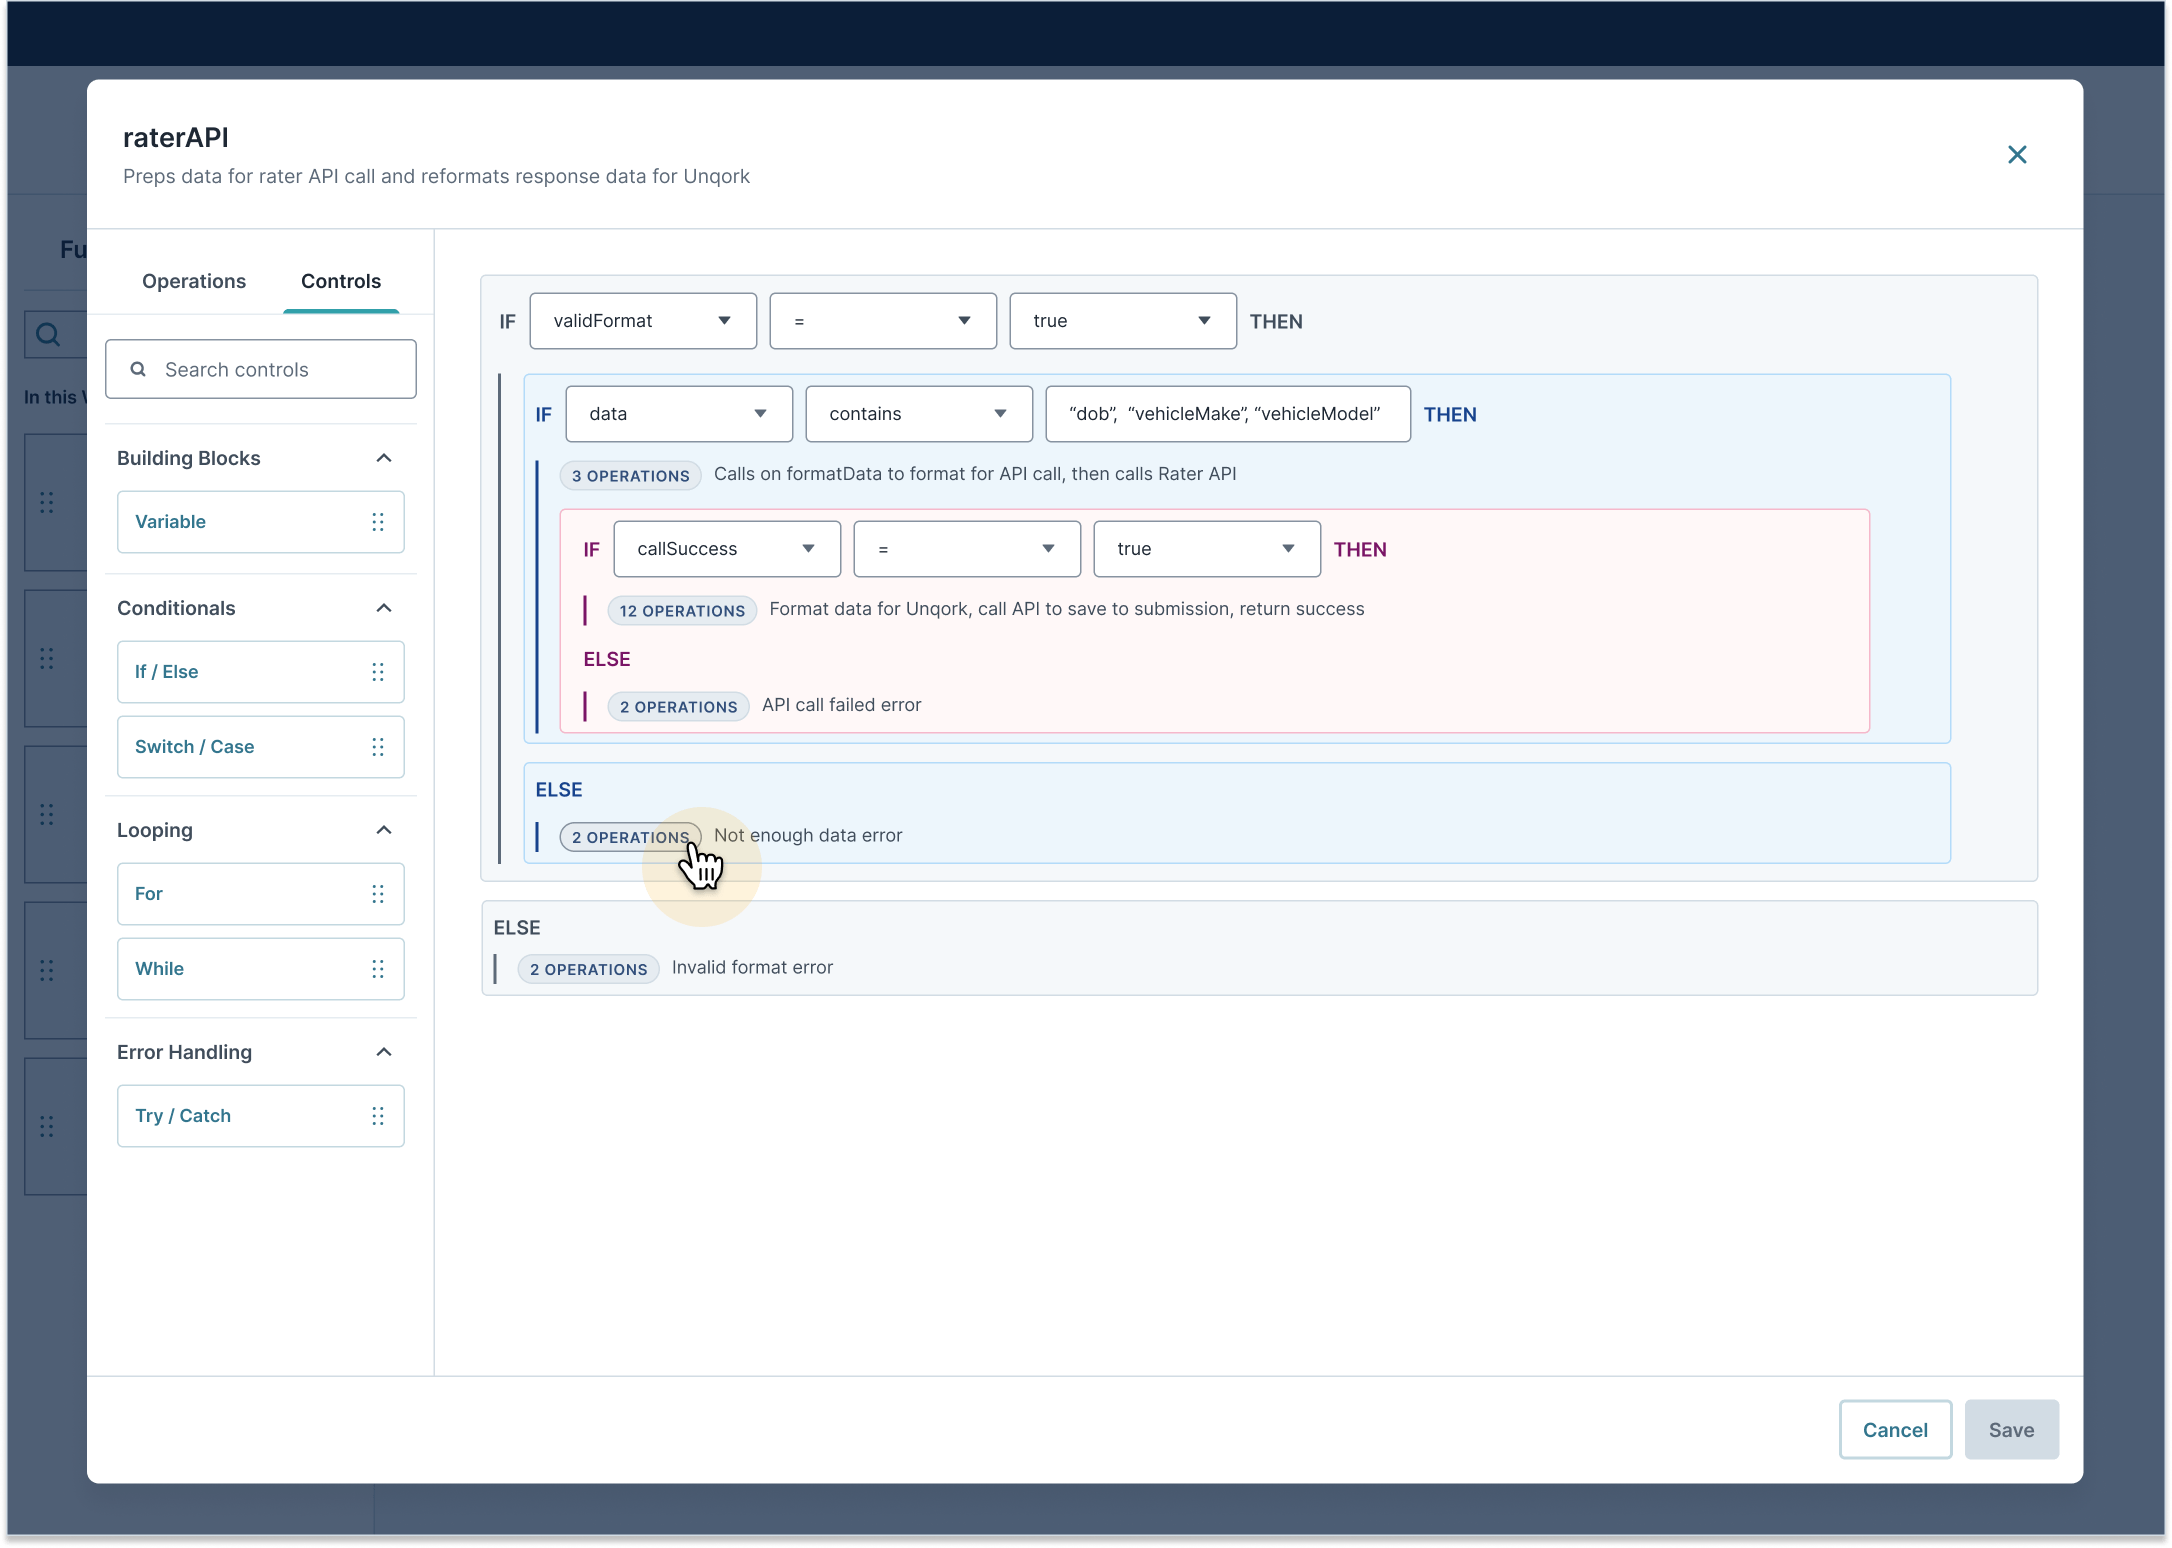 raterAPI
Preps data for rater API call and reformats response data for Unqork
Fu
In this
Operations
Controls
Search controls
Building Blocks
Variable
Conditionals
If / Else
Switch / Case
Looping
For
While
Error Handling
Try / Catch
IF validFormat = true THEN
IF data contains “dob”, “vehicleMake”, “vehicleModel” THEN
3 OPERATIONS Calls on formatData to format for API call, then calls Rater API
IF callSuccess = true THEN
12 OPERATIONS Format data for Unqork, call API to save to submission, return success
ELSE
2 OPERATIONS API call failed error
ELSE
2 OPERATIONS Not enough data error
ELSE
2 OPERATIONS Invalid format error
Cancel
Save